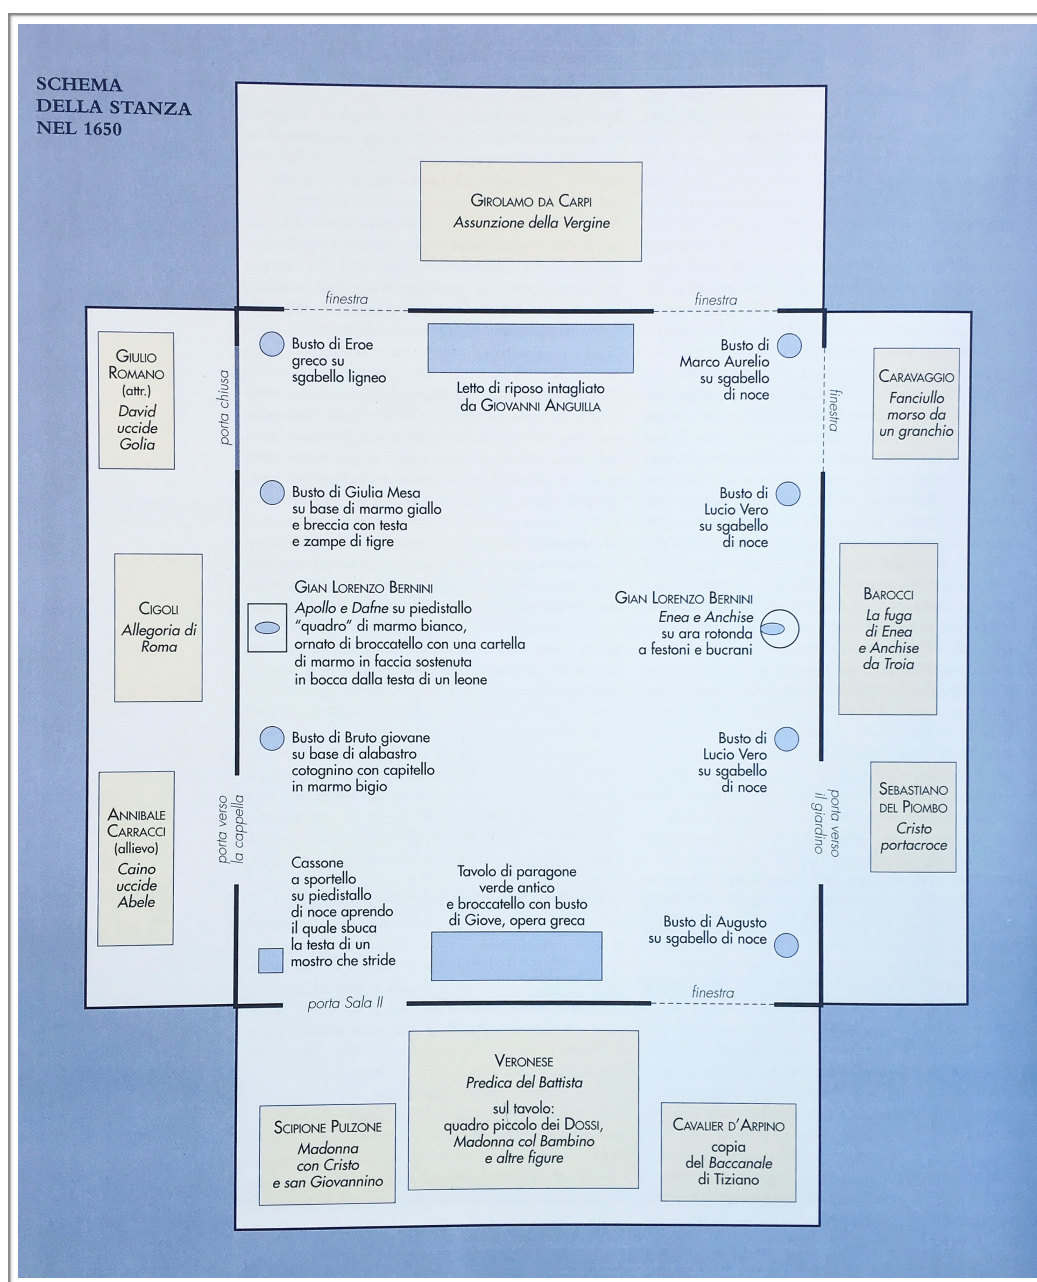 SCHEMA
DELLA STANZA
NEL 1650
GIROLAMO DA CARPI
Assunzione della Vergine
finestra
finestra
GIULIO
ROMANO
(attr.)
David
uccide
Golia
porta chiusa
Busto di Eroe
greco su
sgabello ligneo
Letto di riposo intagliato
da GIOVANNI ANGUILLA
Busto di
Marco Aurelio
su sgabello
di noce
finestra
CARAVAGGIO
Fanciullo
morso da
un granchio
Busto di Giulia Mesa
su base di marmo giallo
e breccia con testa
e zampe di tigre
Busto di
Lucio Vero
su sgabello
di noce
CIGOLI
Allegoria di
Roma
GIAN LORENZO BERNINI
Apollo e Dafne su piedistallo
“quadro” di marmo bianco,
ornato di broccatello con una cartella
di marmo in faccia sostenuta
in bocca dalla testa di un leone
GIAN LORENZO BERNINI
Enea e Anchise
su ara rotonda
a festoni e bucrani
BAROCCI
La fuga
di Enea
e Anchise
da Troia
Busto di Bruto giovane
su base di alabastro
cotognino con capitello
in marmo bigio
Busto di
Lucio Vero
su sgabello
di noce
ANNIBALE
CARRACCI
(allievo)
Caino
uccide
Abele
porta verso
la cappella
porta verso
il giardino
SEBASTIANO
DEL PIOMBO
Cristo
portacroce
Cassone
a sportello
su piedistallo
di noce aprendo
il quale sbuca
la testa di un
mostro che stride
Tavolo di paragone
verde antico
e broccatello con busto
di Giove, opera greca
Busto di Augusto
su sgabello di noce
porta Sala II
finestra
SCIPIONE PULZONE
Madonna
con Cristo
e san Giovannino
VERONESE
Predica del Battista
sul tavolo:
quadro piccolo dei DOSSI,
Madonna col Bambino
e altre figure
CAVALIER D’ARPINO
copia
del Baccanale
di Tiziano